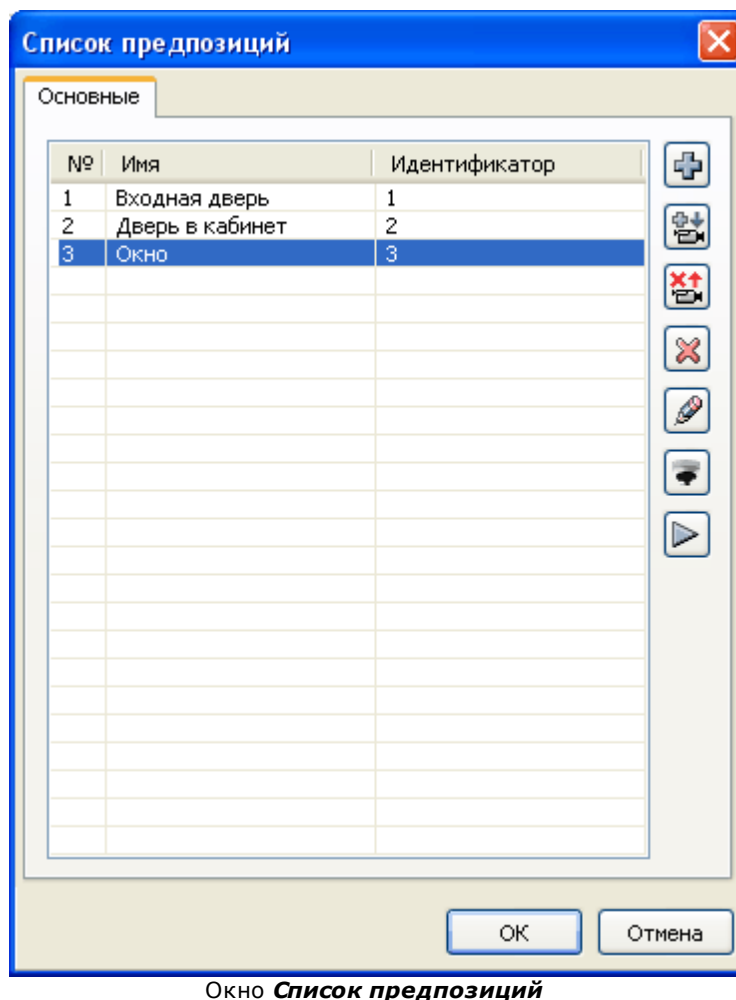 Список предпозиций
Основные
№ Имя Идентификатор
1 Входная дверь 1
2 Дверь в кабинет 2
3 Окно 3
OK Отмена
Окно Список предпозиций